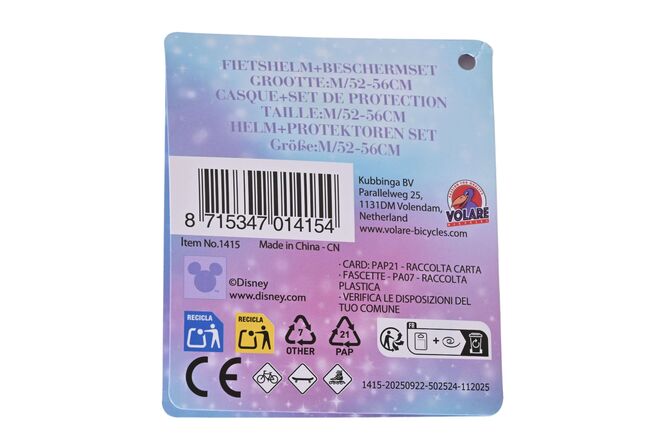 FIETSHELM+BESCHERMSET
GROOTTE:M/52-56CM
CASQUE+SET DE PROTECTION
TAILLE:M/52-56CM
HELM+PROTEKTOREN SET
Größe:M/52-56CM
8 715347 014154
Item No.1415 Made in China - CN
Kubbinga BV
Parallelweg 25,
1131DM Volendam,
Netherland
www.volare-bicycles.com
VOLARE
BICYCLES
©Disney
www.disney.com
· CARD: PAP21 - RACCOLTA CARTA
· FASCETTE - PA07 - RACCOLTA
PLASTICA
· VERIFICA LE DISPOSIZIONI DEL
TUO COMUNE
RECICLA
RECICLA
7
OTHER
21
PAP
FR
+
CE
1415-20250922-502524-112025